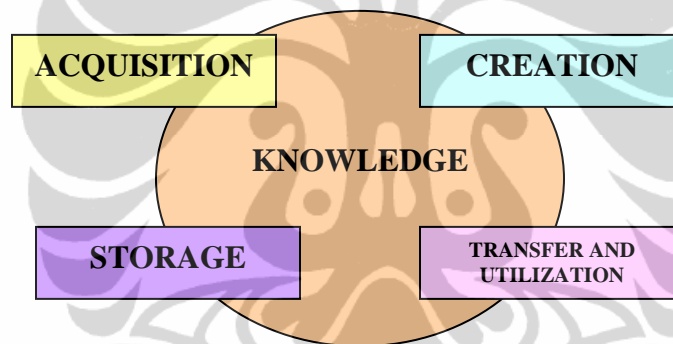 ACQUISITION
CREATION
KNOWLEDGE
STORAGE
TRANSFER AND
UTILIZATION